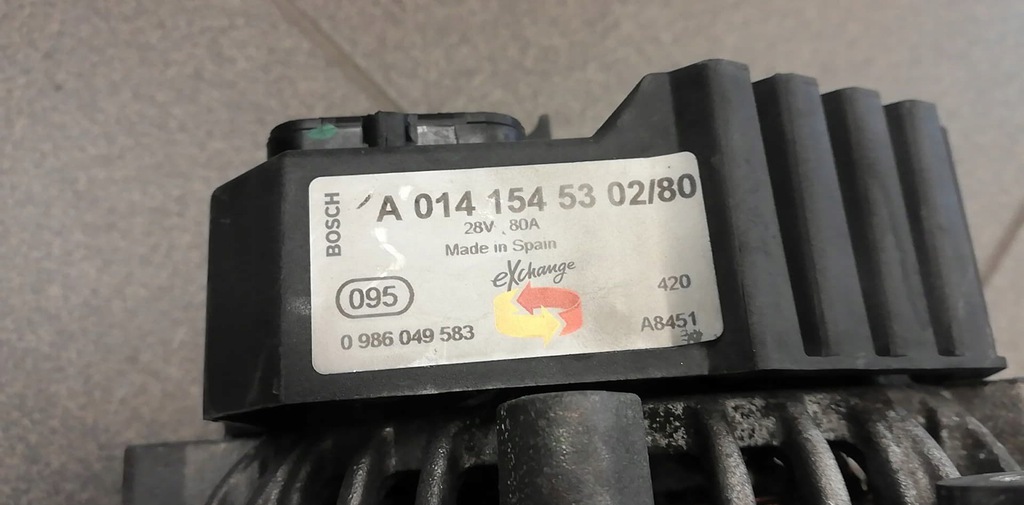 BOSCH
A 014 154 53 02/80
28V 80A
Made in Spain
eXchange
095
420
0 986 049 583
A8451